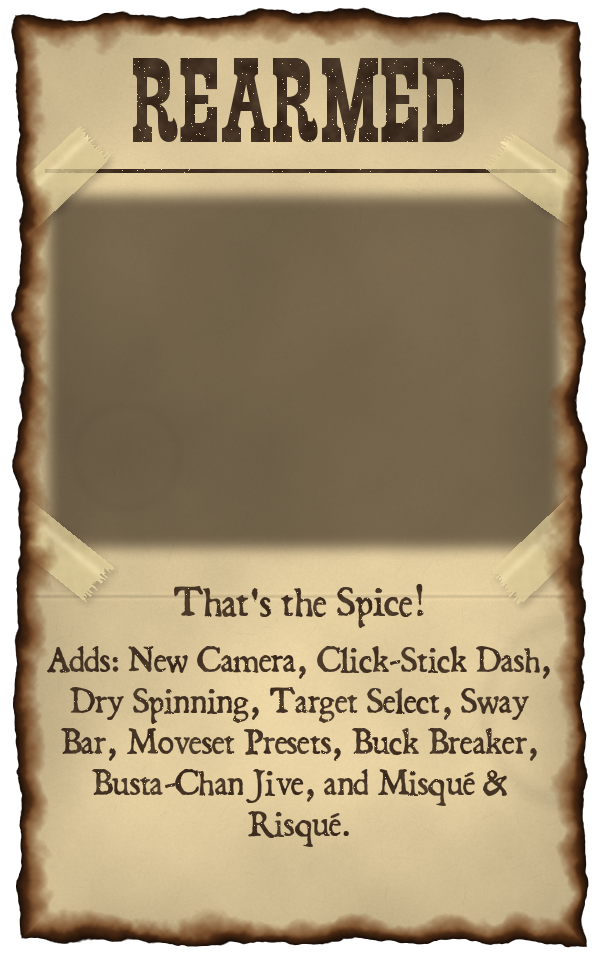 REARMED
That's the Spice!
Adds: New Camera, Click-Stick Dash,
Dry Spinning, Target Select, Sway
Bar, Moveset Presets, Buck Breaker,
Busta-Chan Jive, and Misqué &
Risqué.